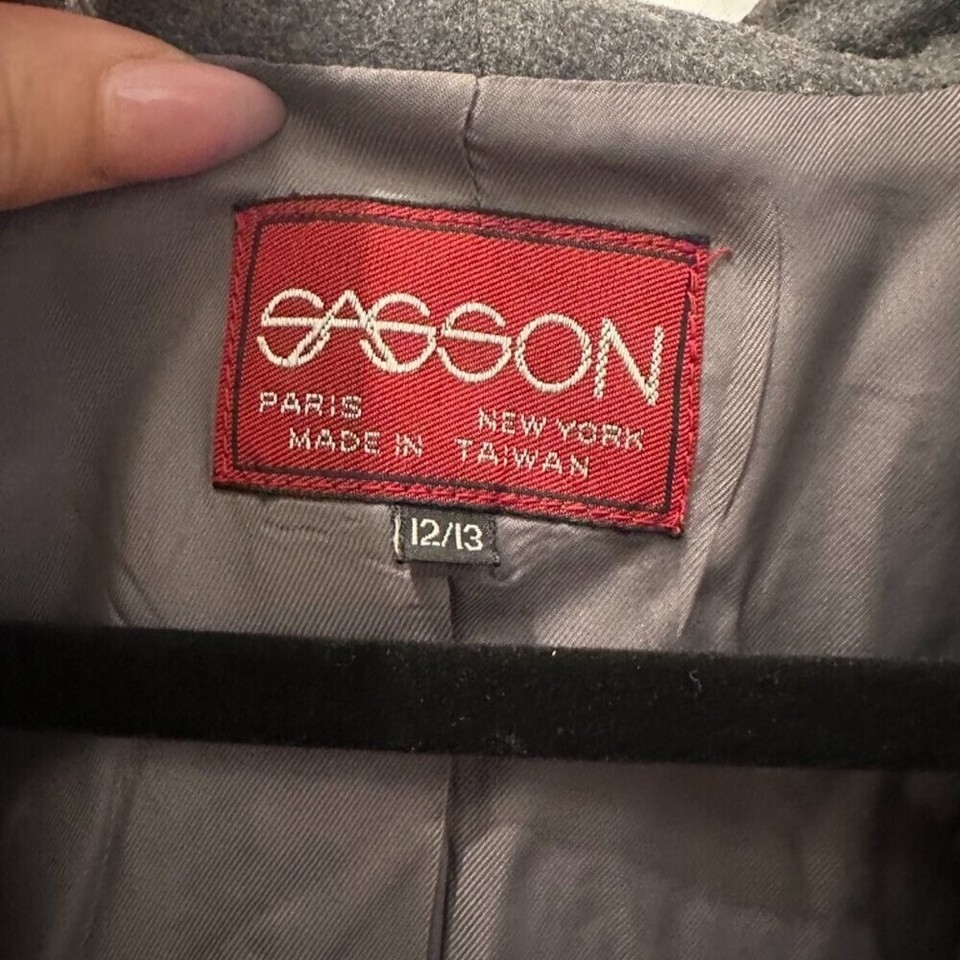 SASSON
PARIS NEW YORK
MADE IN TAIWAN
12/13